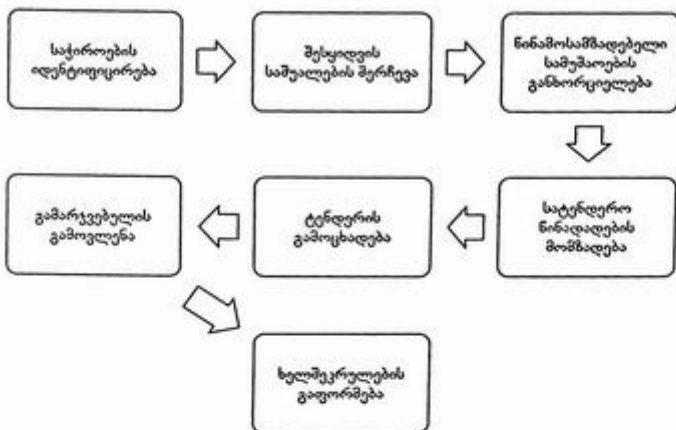 საჭიროების
იდენტიფიცირება
შესყიდვის
საშუალების შერჩევა
წინამოსამზადებელი
სამუშაოების
განხორციელება
სატენდერო
წინადადების
მომზადება
ტენდერის
გამოცხადება
გამარჯვებულის
გამოვლენა
ხელშეკრულების
გაფორმება